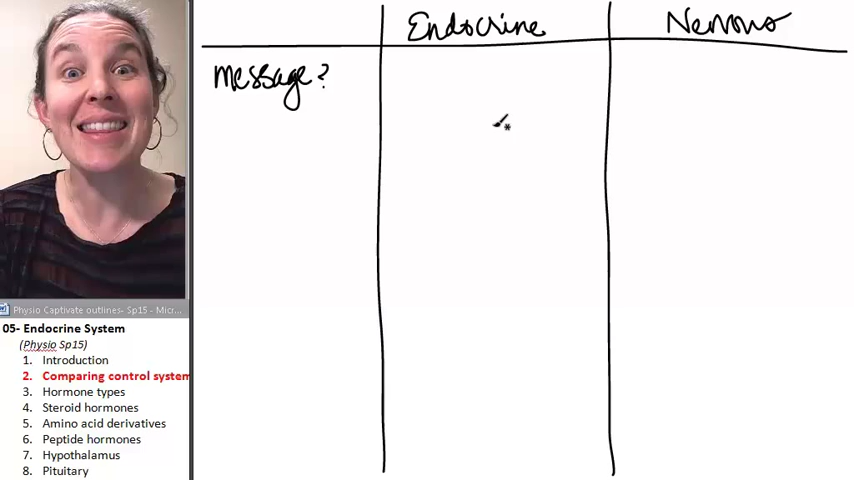 Endocrine Nervous
message?
Physio Captivate outlines- Sp15 - Micr...
05- Endocrine System
(Physio Sp15)
1. Introduction
2. Comparing control system
3. Hormone types
4. Steroid hormones
5. Amino acid derivatives
6. Peptide hormones
7. Hypothalamus
8. Pituitary